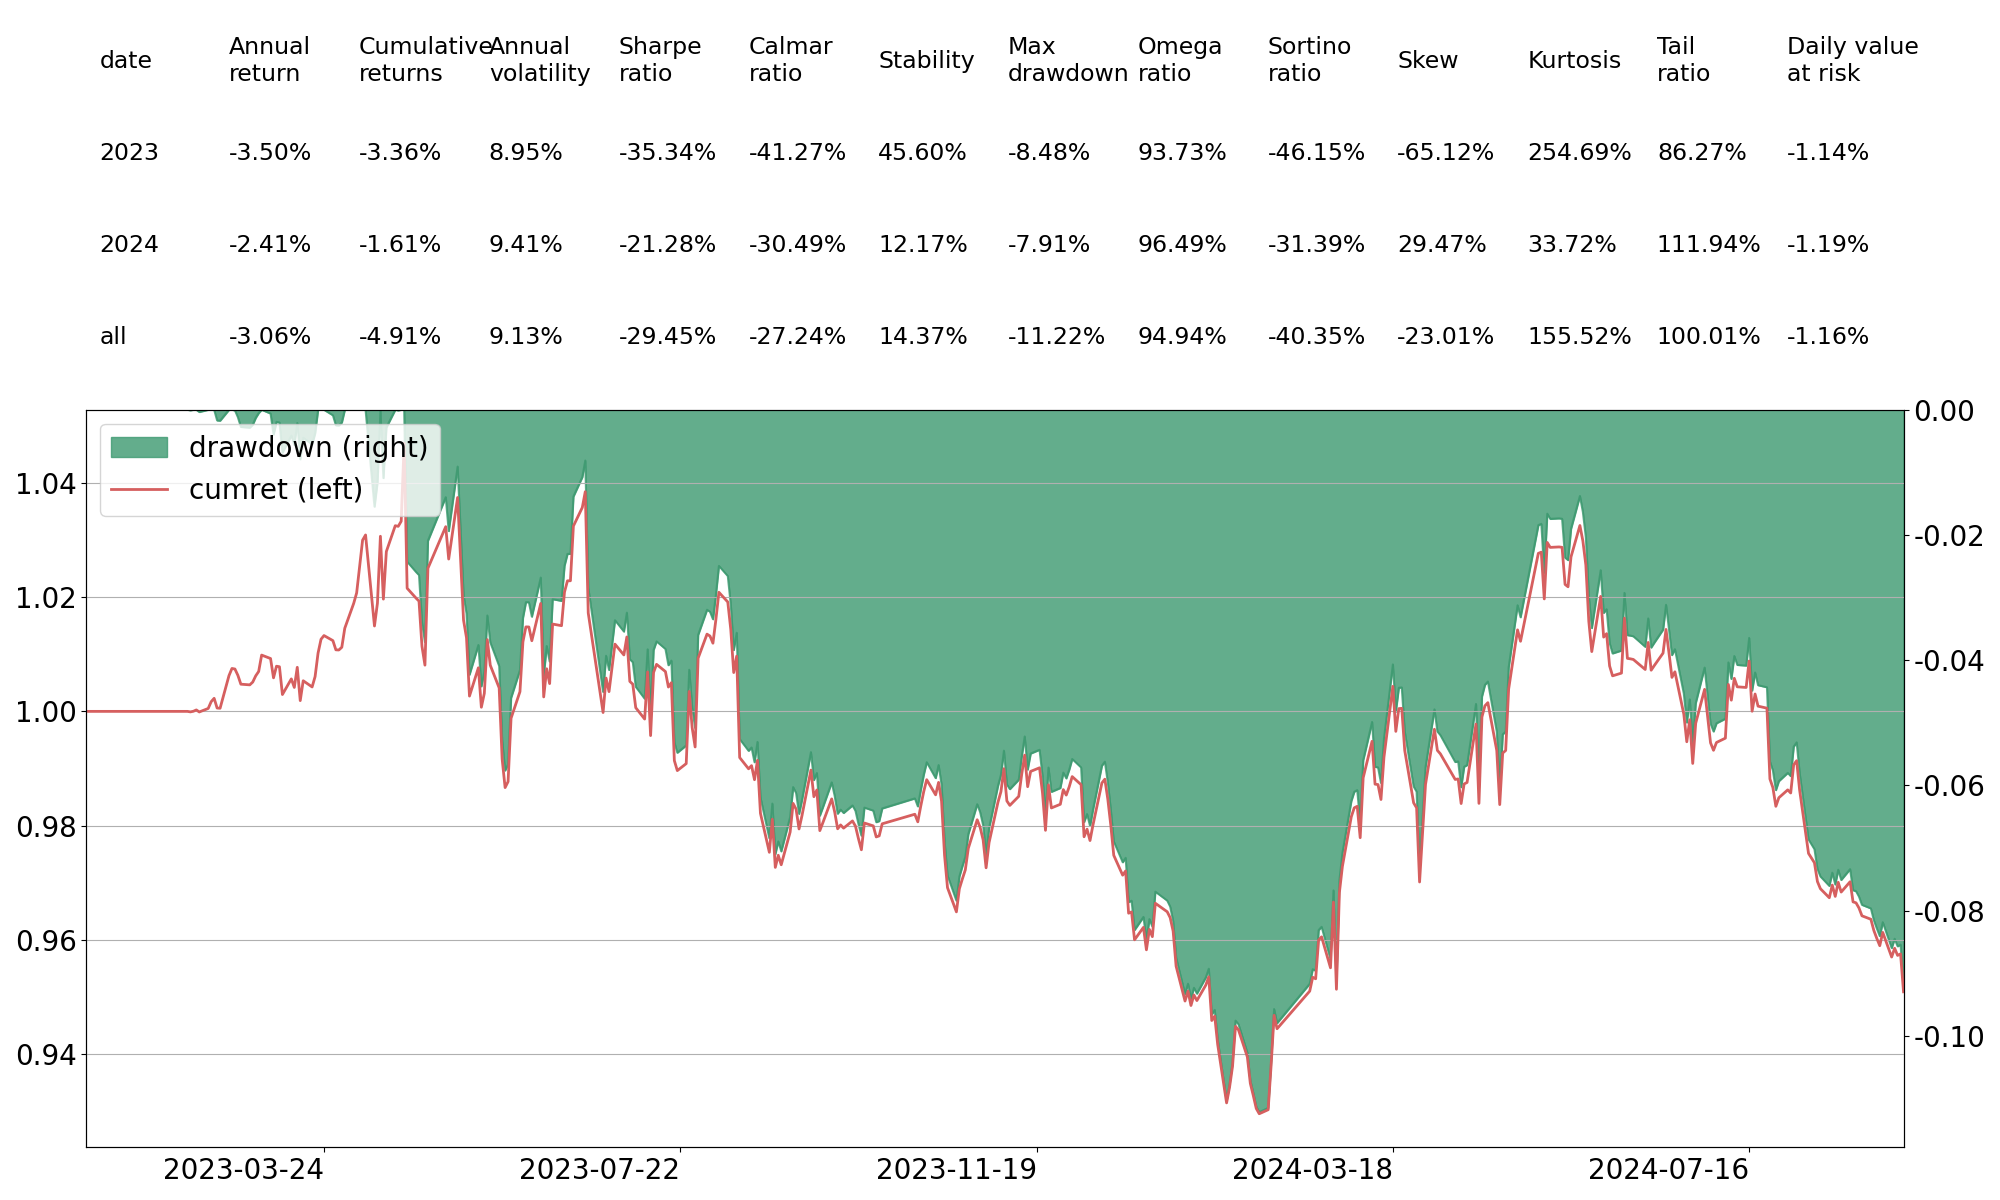 date Annual return Cumulative returns Annual volatility Sharpe ratio Calmar ratio Stability Max drawdown Omega ratio Sortino ratio Skew Kurtosis Tail ratio Daily value at risk
2023 -3.50% -3.36% 8.95% -35.34% -41.27% 45.60% -8.48% 93.73% -46.15% -65.12% 254.69% 86.27% -1.14%
2024 -2.41% -1.61% 9.41% -21.28% -30.49% 12.17% -7.91% 96.49% -31.39% 29.47% 33.72% 111.94% -1.19%
all -3.06% -4.91% 9.13% -29.45% -27.24% 14.37% -11.22% 94.94% -40.35% -23.01% 155.52% 100.01% -1.16%
drawdown (right)
cumret (left)
1.04
1.02
1.00
0.98
0.96
0.94
0.00
-0.02
-0.04
-0.06
-0.08
-0.10
2023-03-24 2023-07-22 2023-11-19 2024-03-18 2024-07-16